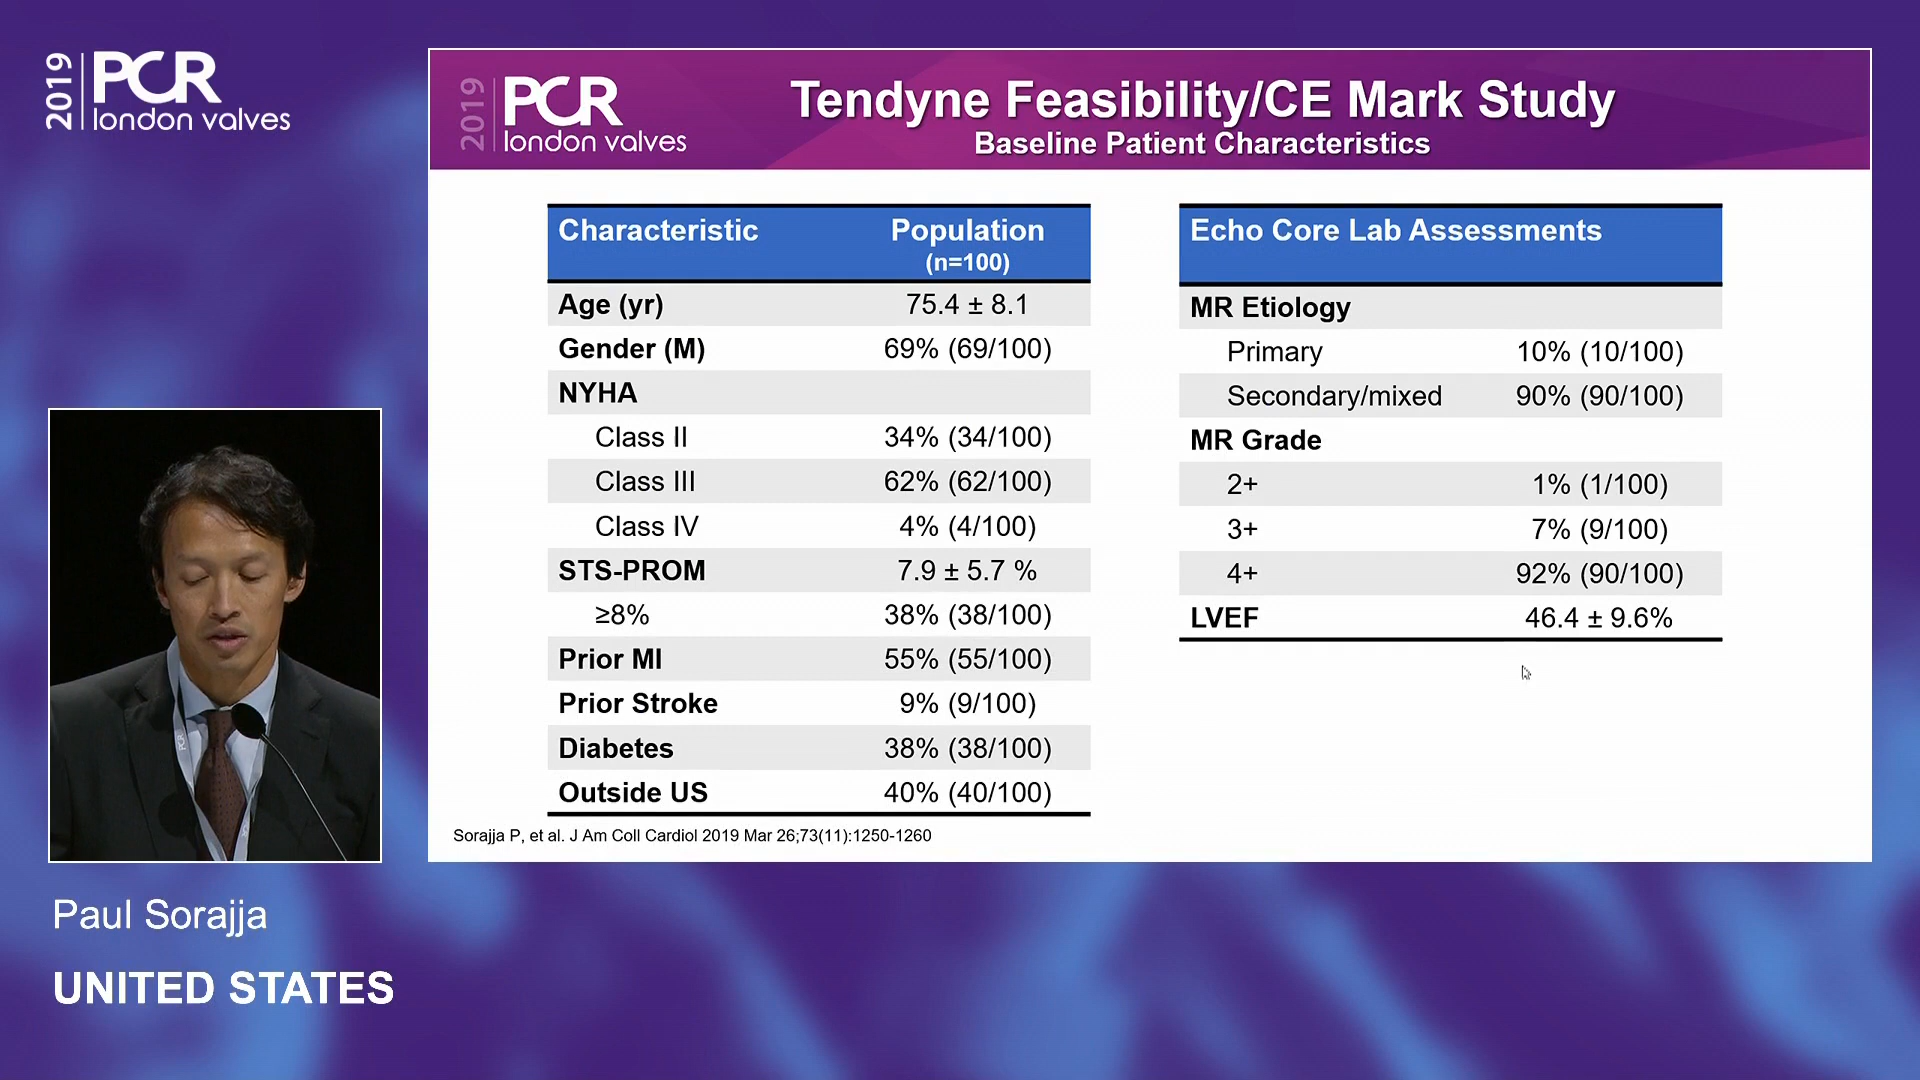 2019 PCR
london valves
2019 PCR
london valves
Tendyne Feasibility/CE Mark Study
Baseline Patient Characteristics
Characteristic Population
(n=100)
Age (yr) 75.4 ± 8.1
Gender (M) 69% (69/100)
NYHA
Class II 34% (34/100)
Class III 62% (62/100)
Class IV 4% (4/100)
STS-PROM 7.9 ± 5.7 %
≥8% 38% (38/100)
Prior MI 55% (55/100)
Prior Stroke 9% (9/100)
Diabetes 38% (38/100)
Outside US 40% (40/100)
Echo Core Lab Assessments
MR Etiology
Primary 10% (10/100)
Secondary/mixed 90% (90/100)
MR Grade
2+ 1% (1/100)
3+ 7% (9/100)
4+ 92% (90/100)
LVEF 46.4 ± 9.6%
Sorajja P, et al. J Am Coll Cardiol 2019 Mar 26;73(11):1250-1260
PCR
Paul Sorajja
UNITED STATES